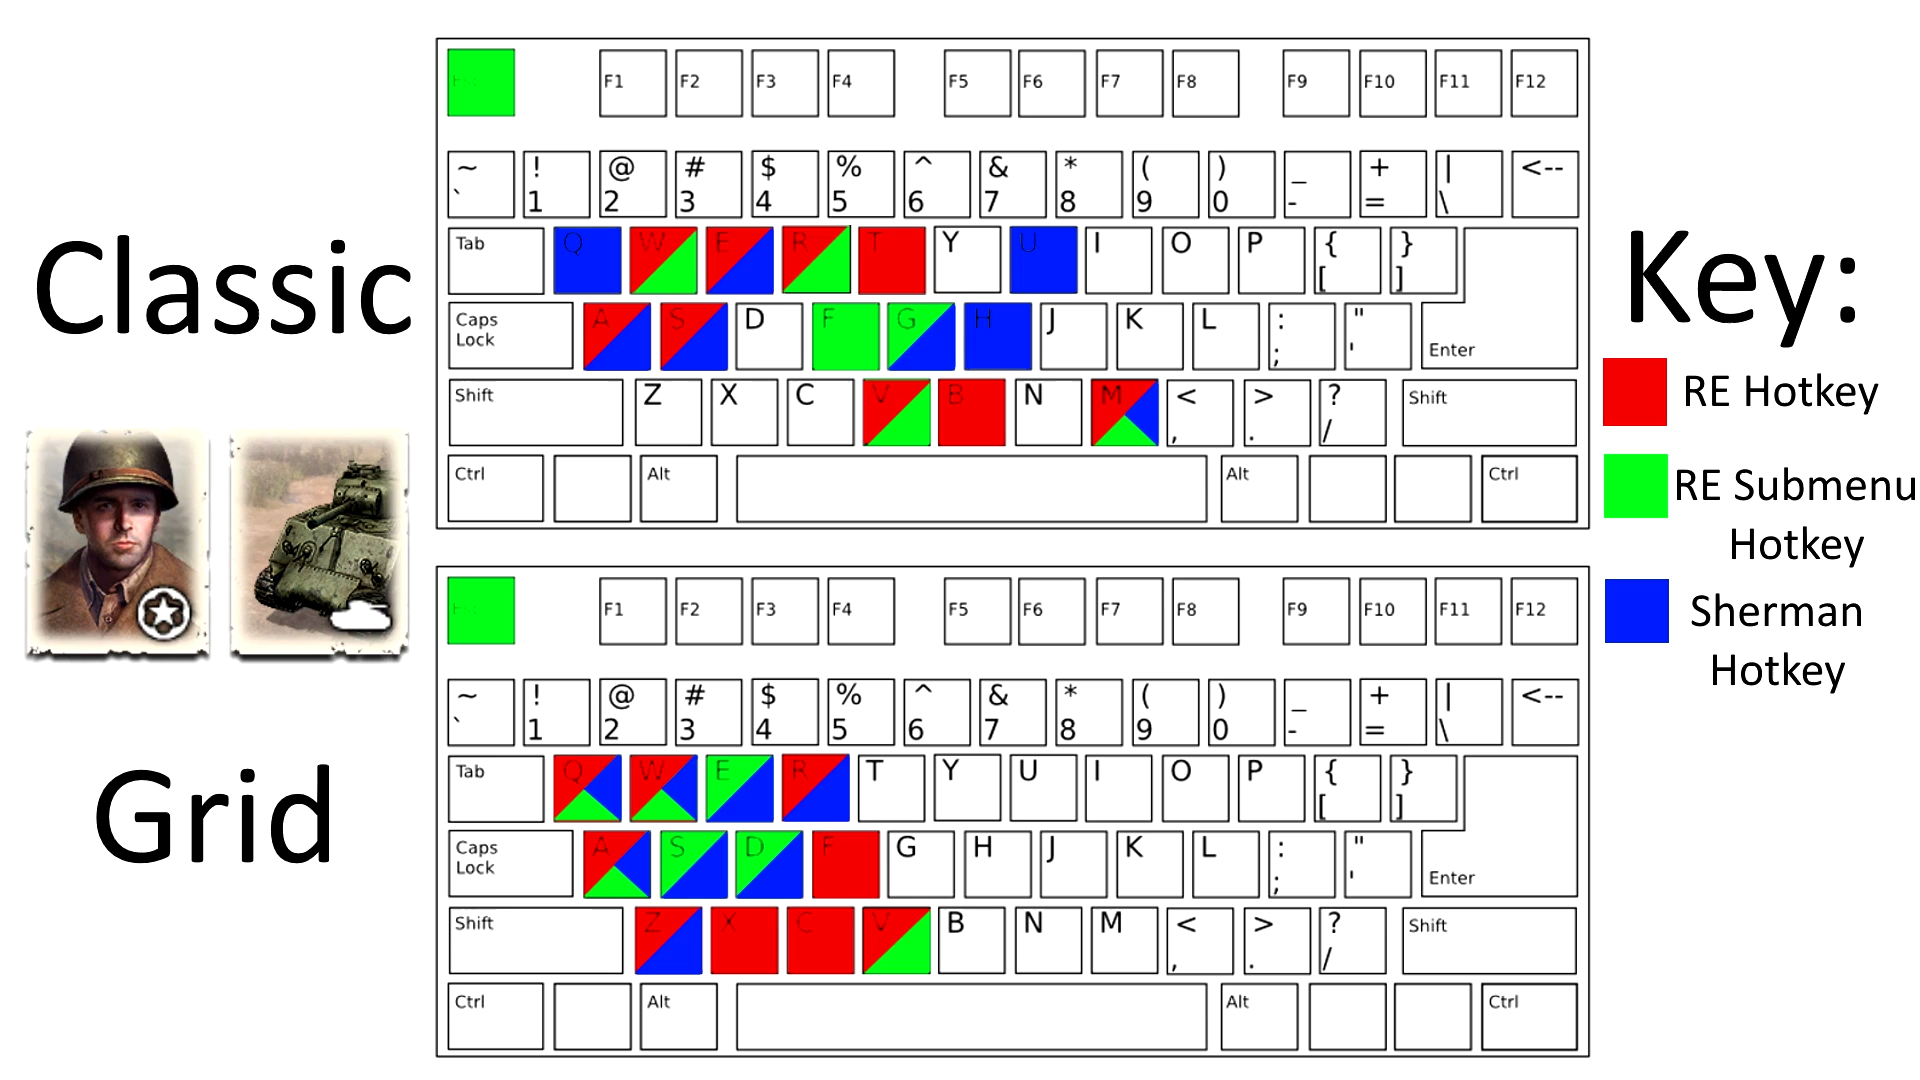 Classic
F1 F2 F3 F4 F5 F6 F7 F8 F9 F10 F11 F12
~ ! @ # $ % ^ & * ( ) _ + | <--
` 1 2 3 4 5 6 7 8 9 0 - = \
Tab Q W E R T Y U I O P { }
[ ]
Caps A S D F G H J K L : "
Lock ; ' Enter
Shift Z X C V B N M < > ? Shift
, . /
Ctrl Alt Alt Ctrl
Grid
F1 F2 F3 F4 F5 F6 F7 F8 F9 F10 F11 F12
~ ! @ # $ % ^ & * ( ) _ + | <--
` 1 2 3 4 5 6 7 8 9 0 - = \
Tab Q W E R T Y U I O P { }
[ ]
Caps A S D F G H J K L : "
Lock ; ' Enter
Shift Z X C V B N M < > ? Shift
, . /
Ctrl Alt Alt Ctrl
Key:
RE Hotkey
RE Submenu
Hotkey
Sherman
Hotkey